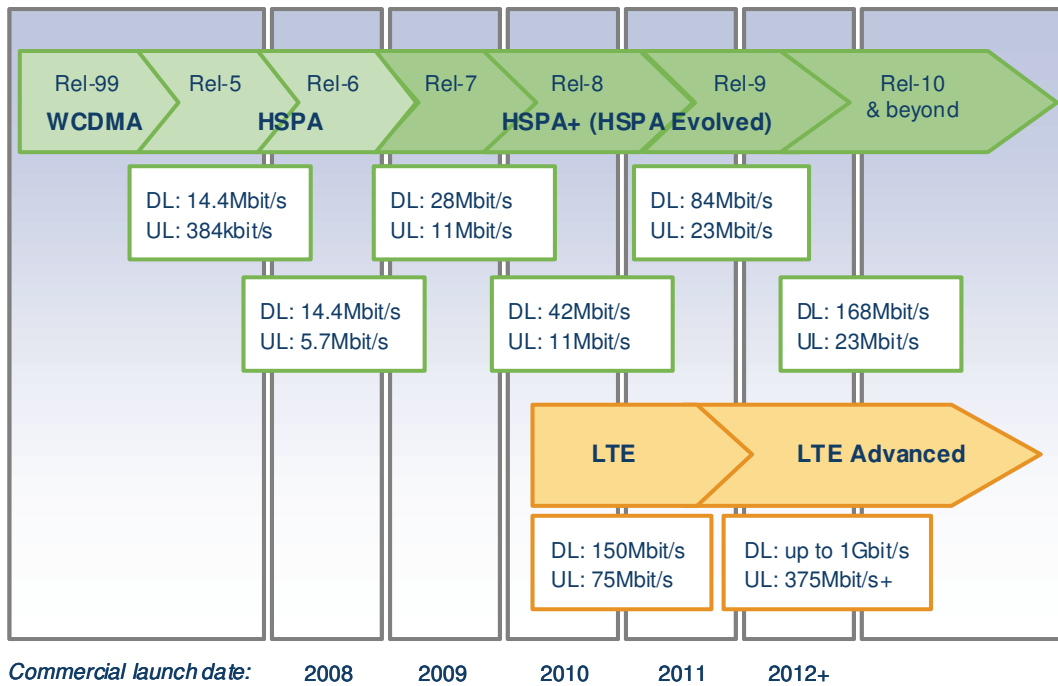 Rel-99
Rel-5
Rel-6
Rel-7
Rel-8
Rel-9
Rel-10
& beyond
WCDMA
HSPA
HSPA+ (HSPA Evolved)
DL: 14.4Mbit/s
UL: 384kbit/s
DL: 28Mbit/s
UL: 11Mbit/s
DL: 84Mbit/s
UL: 23Mbit/s
DL: 14.4Mbit/s
UL: 5.7Mbit/s
DL: 42Mbit/s
UL: 11Mbit/s
DL: 168Mbit/s
UL: 23Mbit/s
LTE
LTE Advanced
DL: 150Mbit/s
UL: 75Mbit/s
DL: up to 1Gbit/s
UL: 375Mbit/s+
Commercial launch date:
2008
2009
2010
2011
2012+